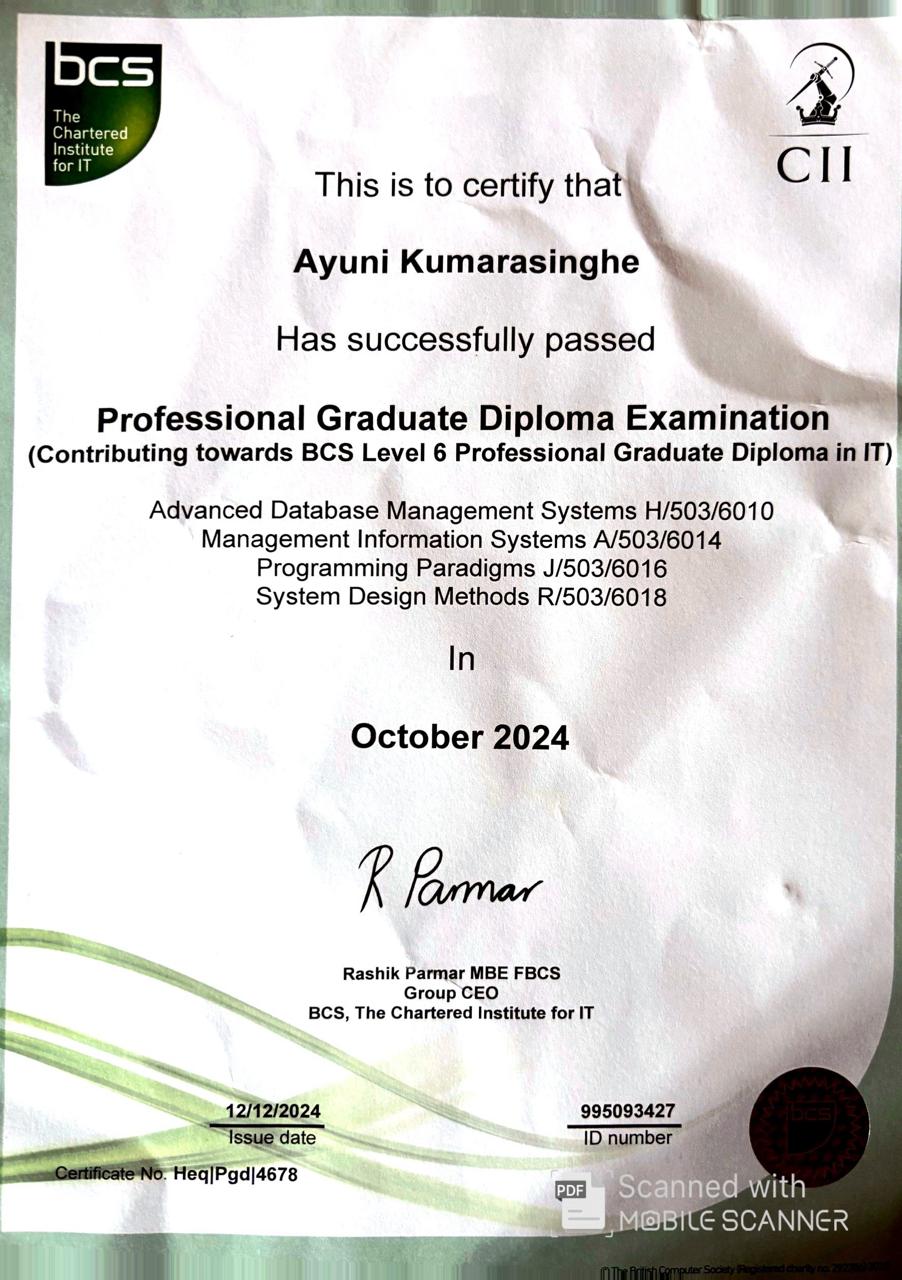 bcs
The
Chartered
Institute
for IT
CII
This is to certify that
Ayuni Kumarasinghe
Has successfully passed
Professional Graduate Diploma Examination
(Contributing towards BCS Level 6 Professional Graduate Diploma in IT)
Advanced Database Management Systems H/503/6010
Management Information Systems A/503/6014
Programming Paradigms J/503/6016
System Design Methods R/503/6018
In
October 2024
R Parmar
Rashik Parmar MBE FBCS
Group CEO
BCS, The Chartered Institute for IT
12/12/2024
Issue date
995093427
ID number
bcs
Certificate No. Heq|Pgd|4678
PDF
Scanned with
MOBILE SCANNER
The British Computer Society (Registered charity no.